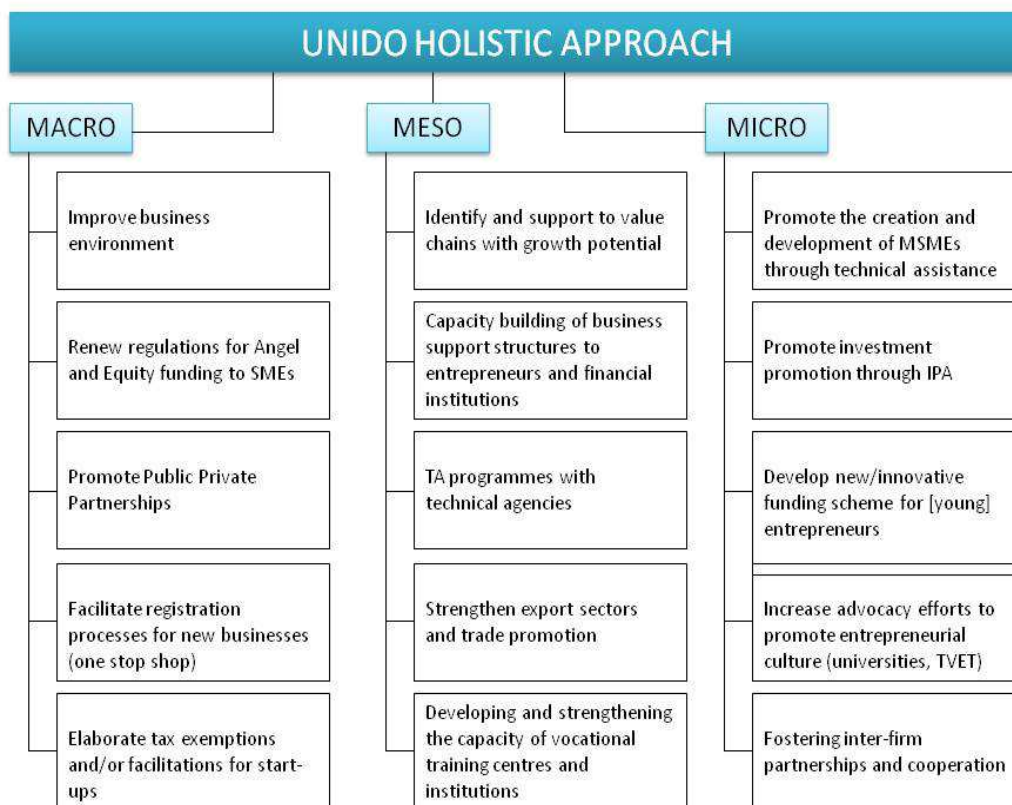 UNIDO HOLISTIC APPROACH
MACRO
Improve business
environment
Renew regulations for Angel
and Equity funding to SMEs
Promote Public Private
Partnerships
Facilitate registration
processes for new businesses
(one stop shop)
Elaborate tax exemptions
and/or facilitations for start-
ups
MESO
Identify and support to value
chains with growth potential
Capacity building of business
support structures to
entrepreneurs and financial
institutions
TA programmes with
technical agencies
Strengthen export sectors
and trade promotion
Developing and strengthening
the capacity of vocational
training centres and
institutions
MICRO
Promote the creation and
development of MSMEs
through technical assistance
Promote investment
promotion through IPA
Develop new/innovative
funding scheme for [young]
entrepreneurs
Increase advocacy efforts to
promote entrepreneurial
culture (universities, TVET)
Fostering inter-firm
partnerships and cooperation